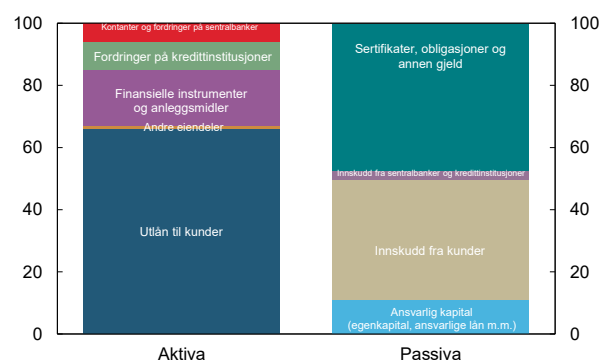 100
80
60
40
20
0
Kontanter og fordringer på sentralbanker
Fordringer på kredittinstitusjoner
Finansielle instrumenter
og anleggsmidler
Andre eiendeler
Utlån til kunder
Aktiva
Sertifikater, obligasjoner og
annen gjeld
Innskudd fra sentralbanker og kredittinstitusjoner
Innskudd fra kunder
Ansvarlig kapital
(egenkapital, ansvarlige lån m.m.)
Passiva
100
80
60
40
20
0